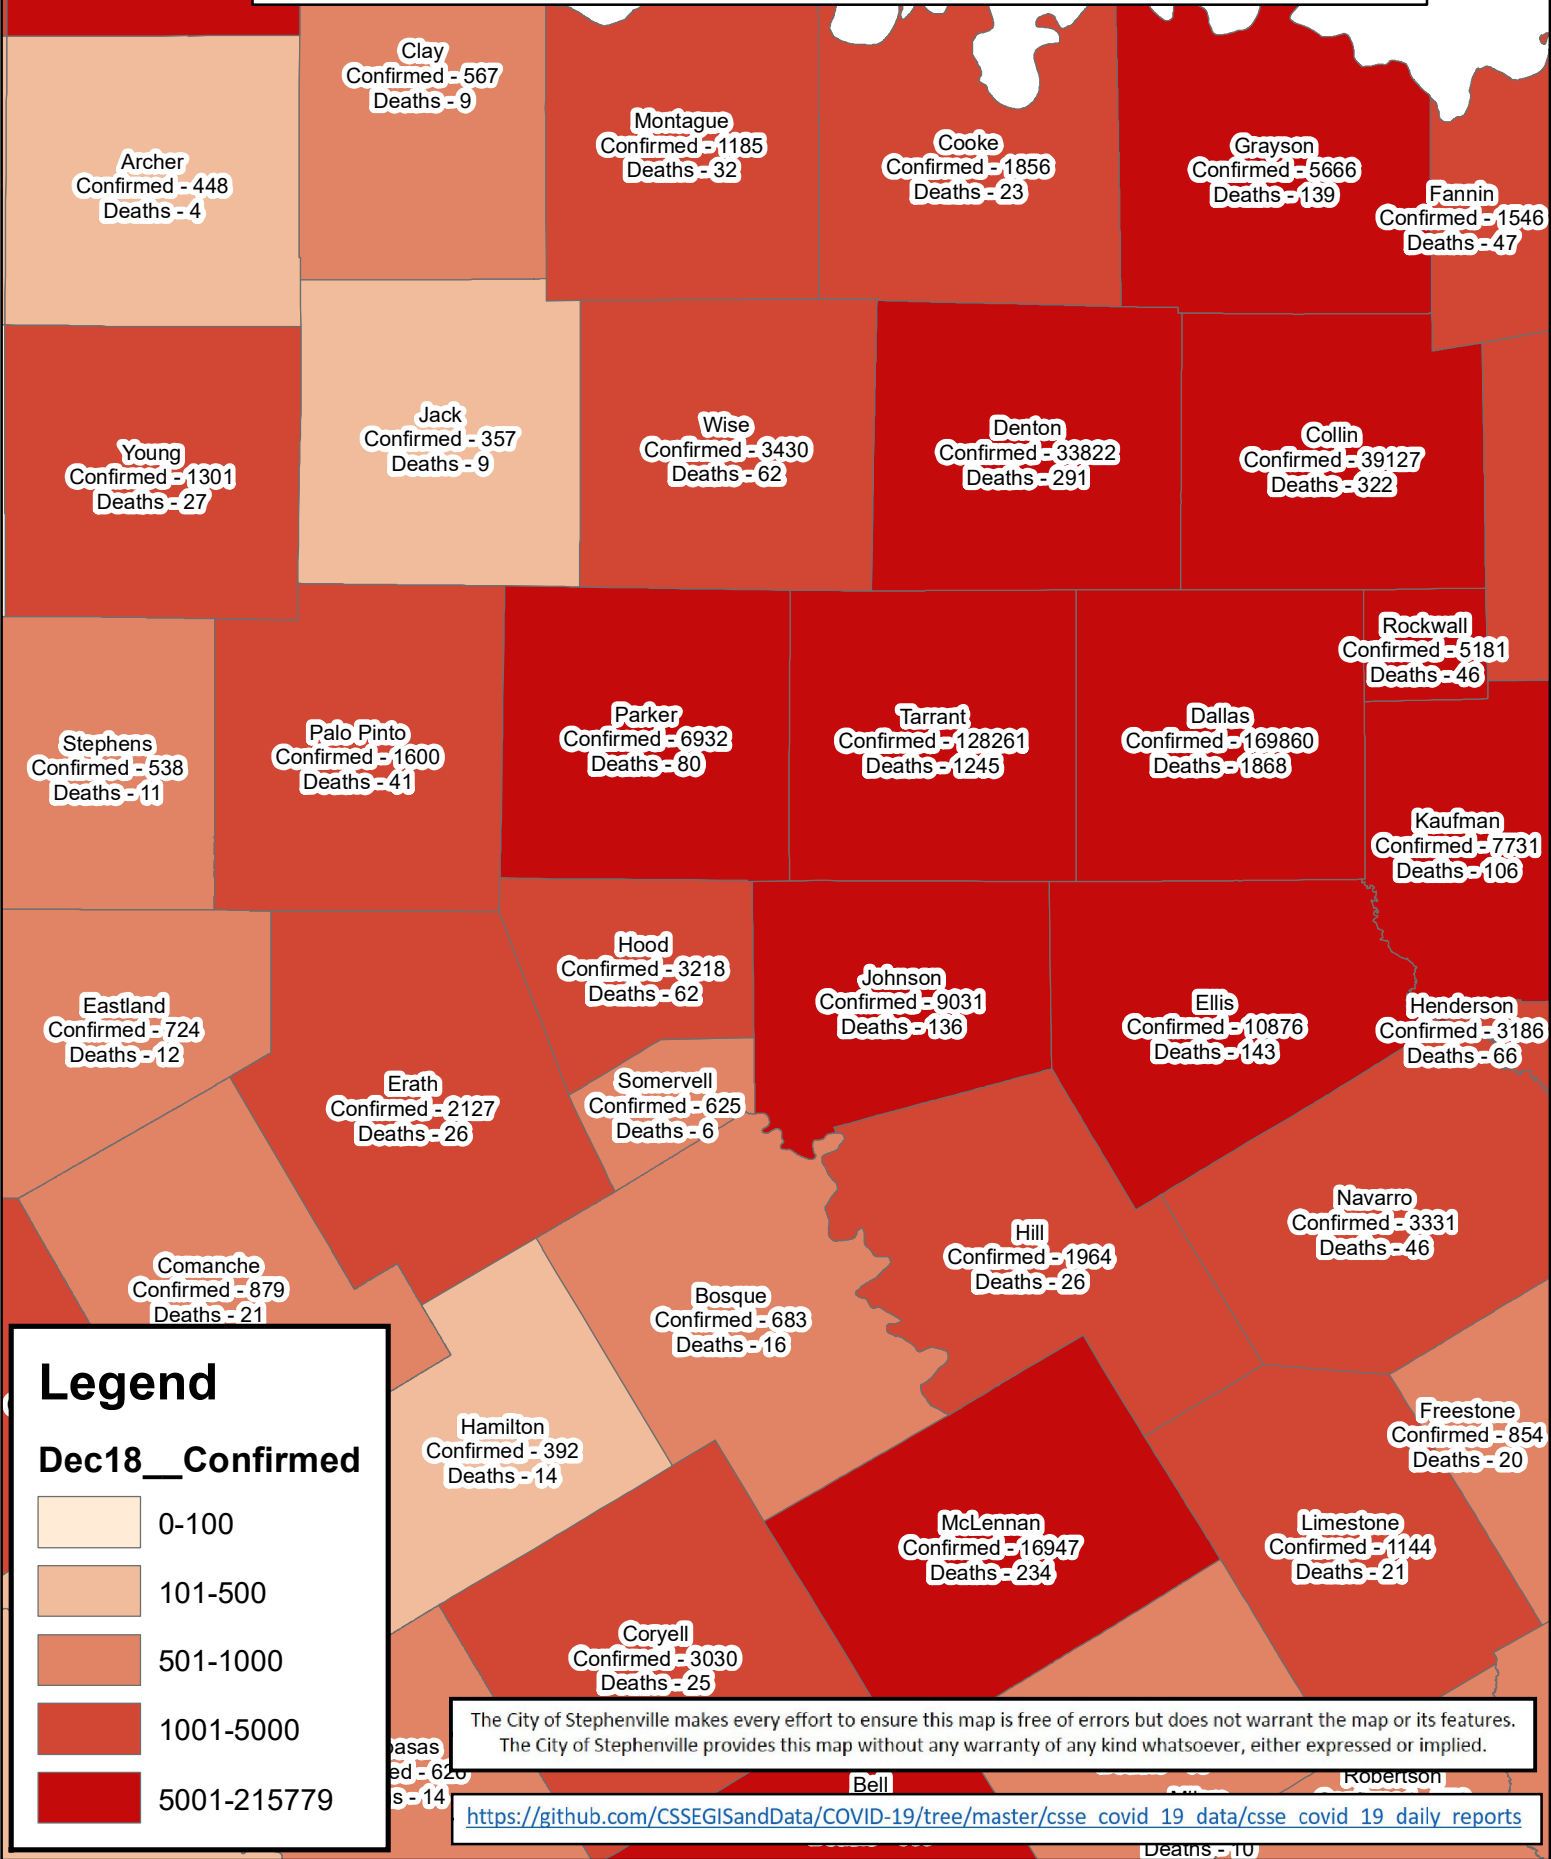 Clay
Confirmed - 567
Deaths - 9
Montague
Confirmed - 1185
Deaths - 32
Cooke
Confirmed - 1856
Deaths - 23
Grayson
Confirmed - 5666
Deaths - 139
Archer
Confirmed - 448
Deaths - 4
Fannin
Confirmed - 1546
Deaths - 47
Jack
Confirmed - 357
Deaths - 9
Wise
Confirmed - 3430
Deaths - 62
Denton
Confirmed - 33822
Deaths - 291
Collin
Confirmed - 39127
Deaths - 322
Young
Confirmed - 1301
Deaths - 27
Rockwall
Confirmed - 5181
Deaths - 46
Stephens
Confirmed - 538
Deaths - 11
Palo Pinto
Confirmed - 1600
Deaths - 41
Parker
Confirmed - 6932
Deaths - 80
Tarrant
Confirmed - 128261
Deaths - 1245
Dallas
Confirmed - 169860
Deaths - 1868
Kaufman
Confirmed - 7731
Deaths - 106
Hood
Confirmed - 3218
Deaths - 62
Johnson
Confirmed - 9031
Deaths - 136
Ellis
Confirmed - 10876
Deaths - 143
Henderson
Confirmed - 3186
Deaths - 66
Eastland
Confirmed - 724
Deaths - 12
Erath
Confirmed - 2127
Deaths - 26
Somervell
Confirmed - 625
Deaths - 6
Navarro
Confirmed - 3331
Deaths - 46
Hill
Confirmed - 1964
Deaths - 26
Comanche
Confirmed - 879
Deaths - 21
Bosque
Confirmed - 683
Deaths - 16
Hamilton
Confirmed - 392
Deaths - 14
Freestone
Confirmed - 854
Deaths - 20
McLennan
Confirmed - 16947
Deaths - 234
Limestone
Confirmed - 1144
Deaths - 21
Coryell
Confirmed - 3030
Deaths - 25
Legend
Dec18__Confirmed
0-100
101-500
501-1000
1001-5000
5001-215779
asas
ed - 626
s - 14
The City of Stephenville makes every effort to ensure this map is free of errors but does not warrant the map or its features.
The City of Stephenville provides this map without any warranty of any kind whatsoever, either expressed or implied.
Bell
Robertson
https://github.com/CSSEGISandData/COVID-19/tree/master/csse_covid_19_data/csse_covid_19_daily_reports
Deaths - 10